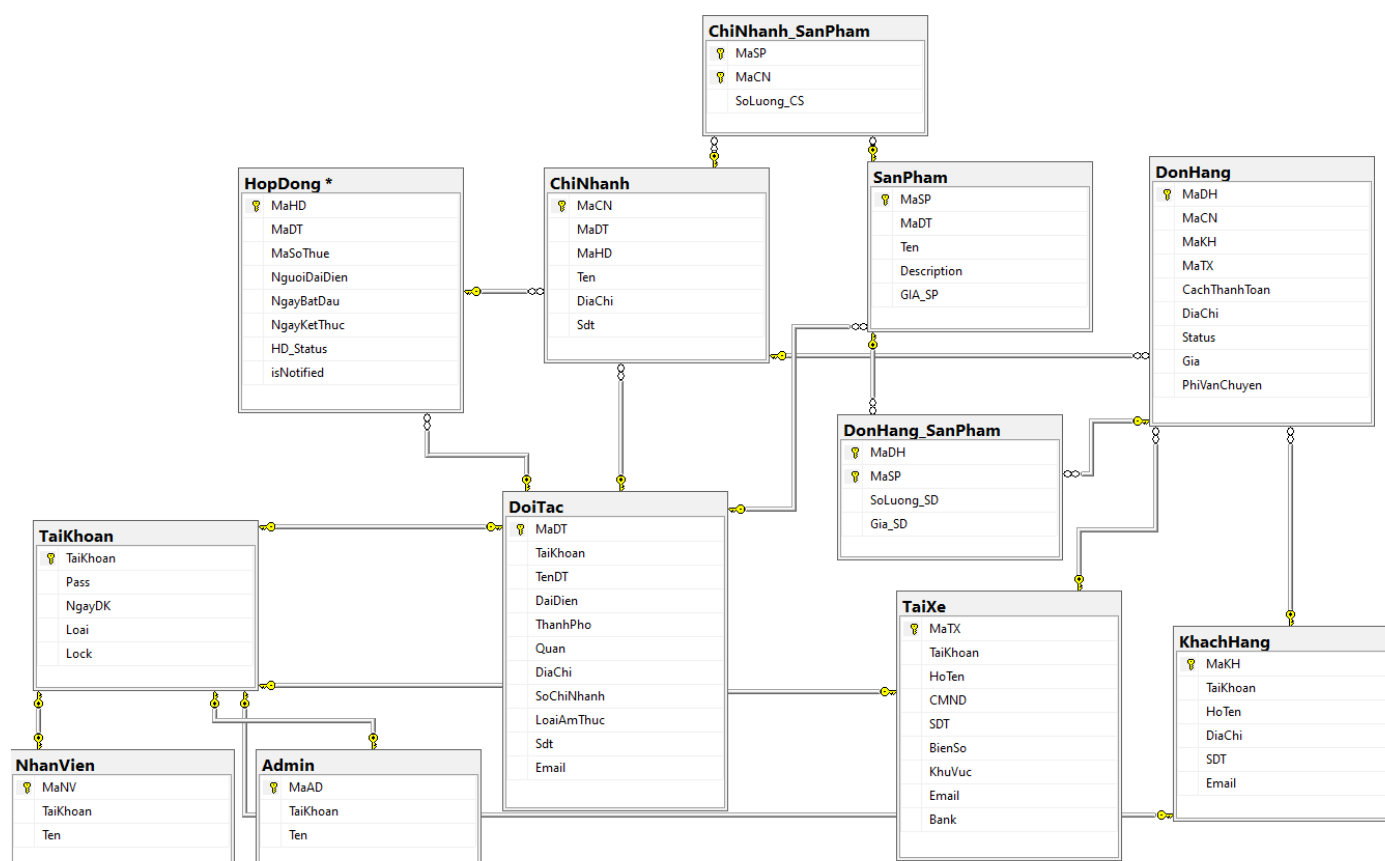 ChiNhanh_SanPham
MaSP
MaCN
SoLuong_CS
HopDong *
MaHD
MaDT
MaSoThue
NguoiDaiDien
NgayBatDau
NgayKetThuc
HD_Status
isNotified
ChiNhanh
MaCN
MaDT
MaHD
Ten
DiaChi
Sdt
SanPham
MaSP
MaDT
Ten
Description
GIA_SP
DonHang
MaDH
MaCN
MaKH
MaTX
CachThanhToan
DiaChi
Status
Gia
PhiVanChuyen
DonHang_SanPham
MaDH
MaSP
SoLuong_SD
Gia_SD
TaiKhoan
TaiKhoan
Pass
NgayDK
Loai
Lock
DoiTac
MaDT
TaiKhoan
TenDT
DaiDien
ThanhPho
Quan
DiaChi
SoChiNhanh
LoaiAmThuc
Sdt
Email
TaiXe
MaTX
TaiKhoan
HoTen
CMND
SDT
BienSo
KhuVuc
Email
Bank
KhachHang
MaKH
TaiKhoan
HoTen
DiaChi
SDT
Email
NhanVien
MaNV
TaiKhoan
Ten
Admin
MaAD
TaiKhoan
Ten